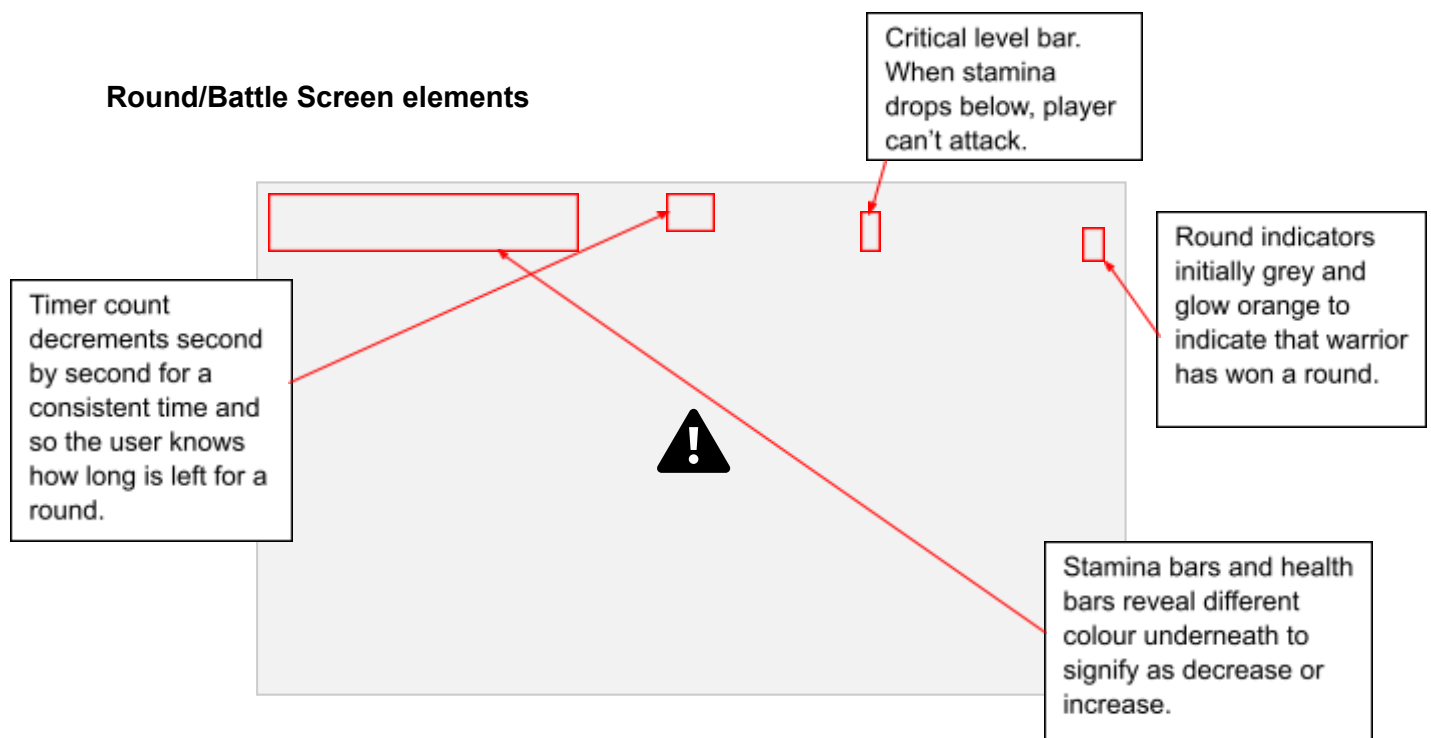 Round/Battle Screen elements
Critical level bar.
When stamina
drops below, player
can’t attack.
Round indicators
initially grey and
glow orange to
indicate that warrior
has won a round.
Timer count
decrements second
by second for a
consistent time and
so the user knows
how long is left for a
round.
Stamina bars and health
bars reveal different
colour underneath to
signify as decrease or
increase.